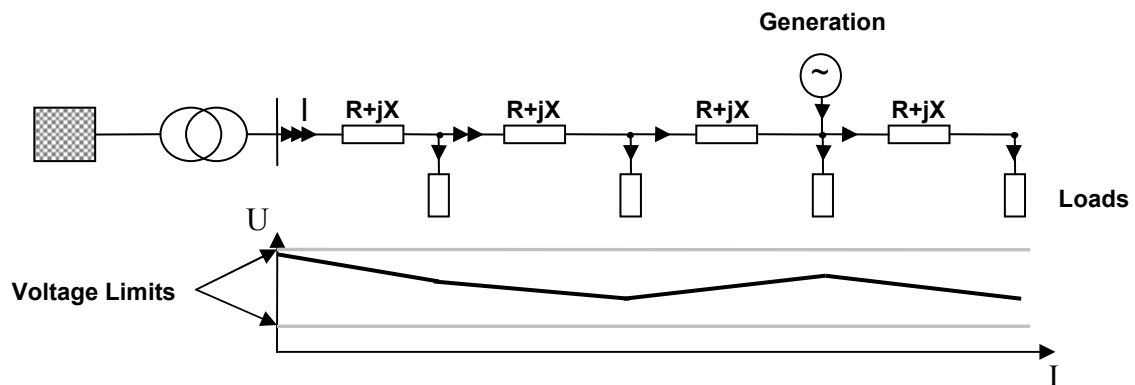 Generation
~
I
R+jX R+jX R+jX R+jX
Loads
U
Voltage Limits
I